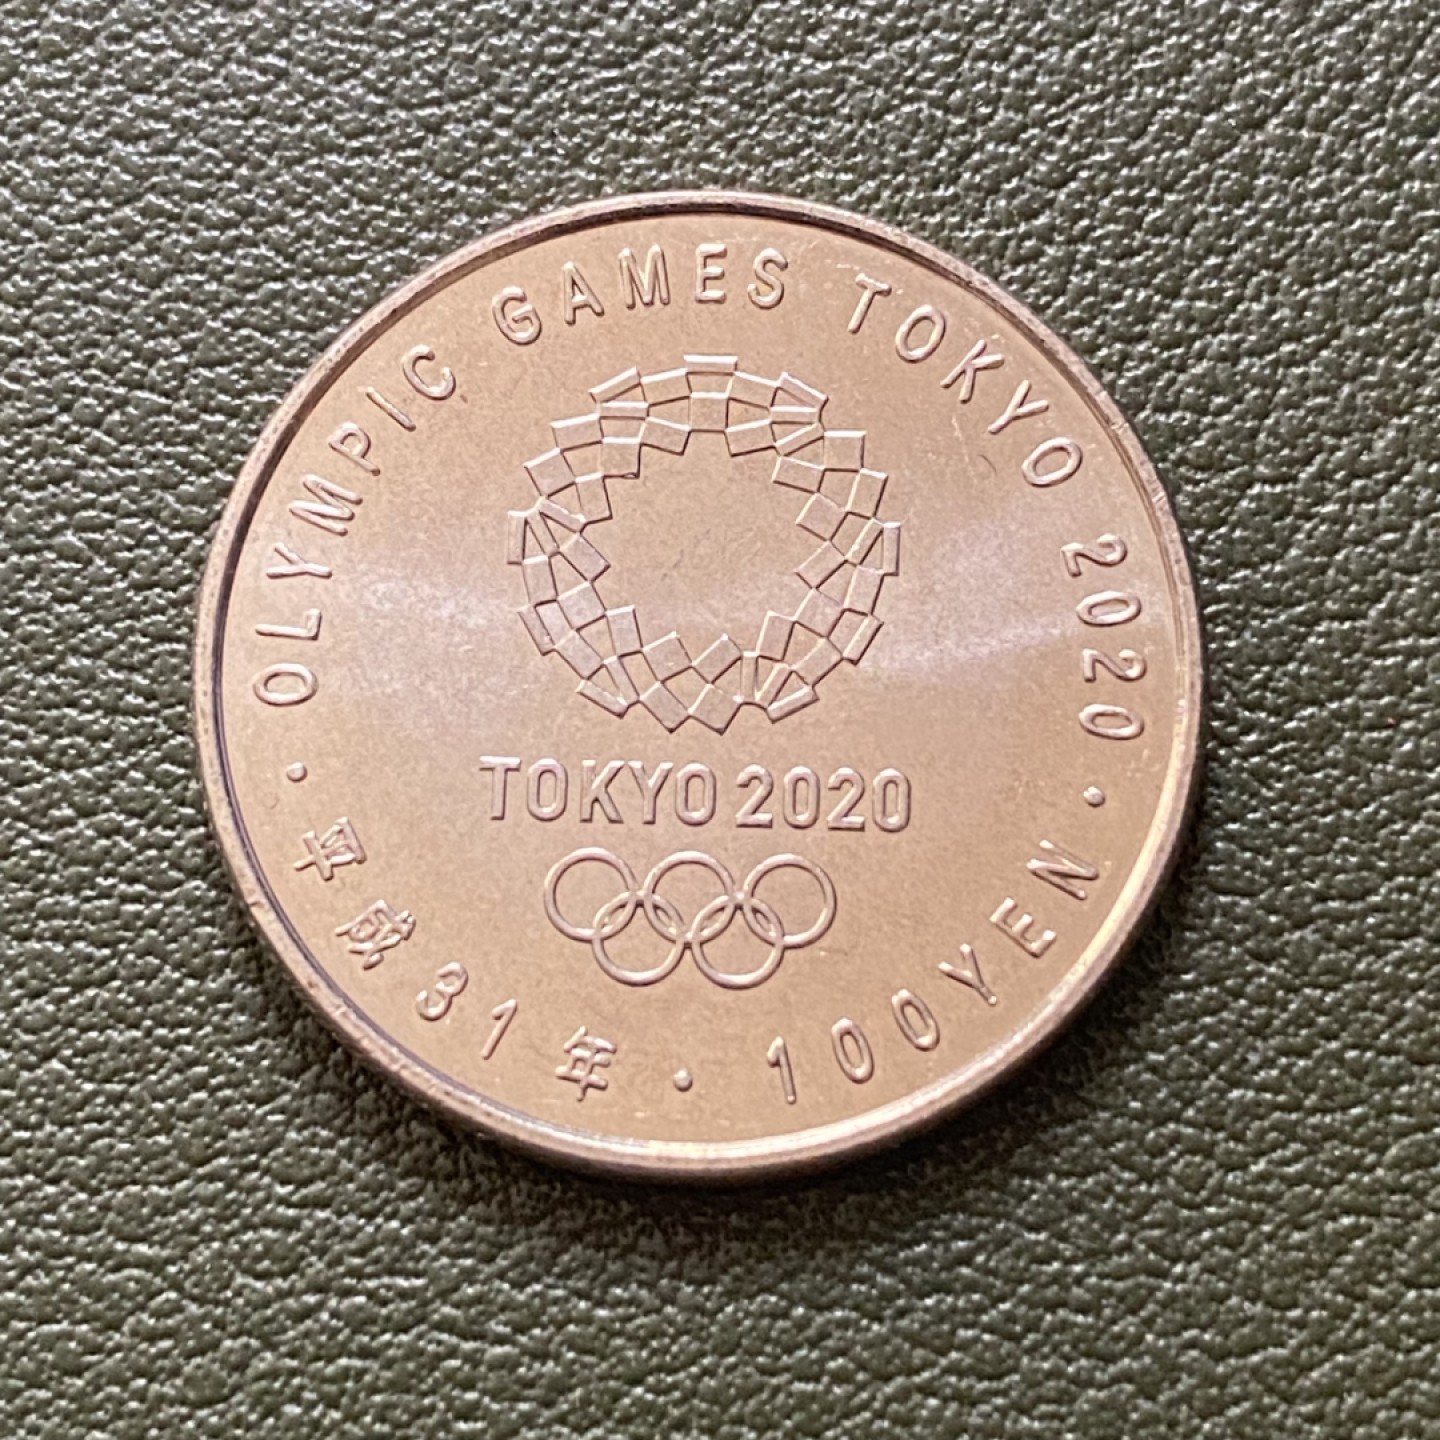 OLYMPIC GAMES TOKYO 2020
TOKYO 2020
平成31年・100YEN